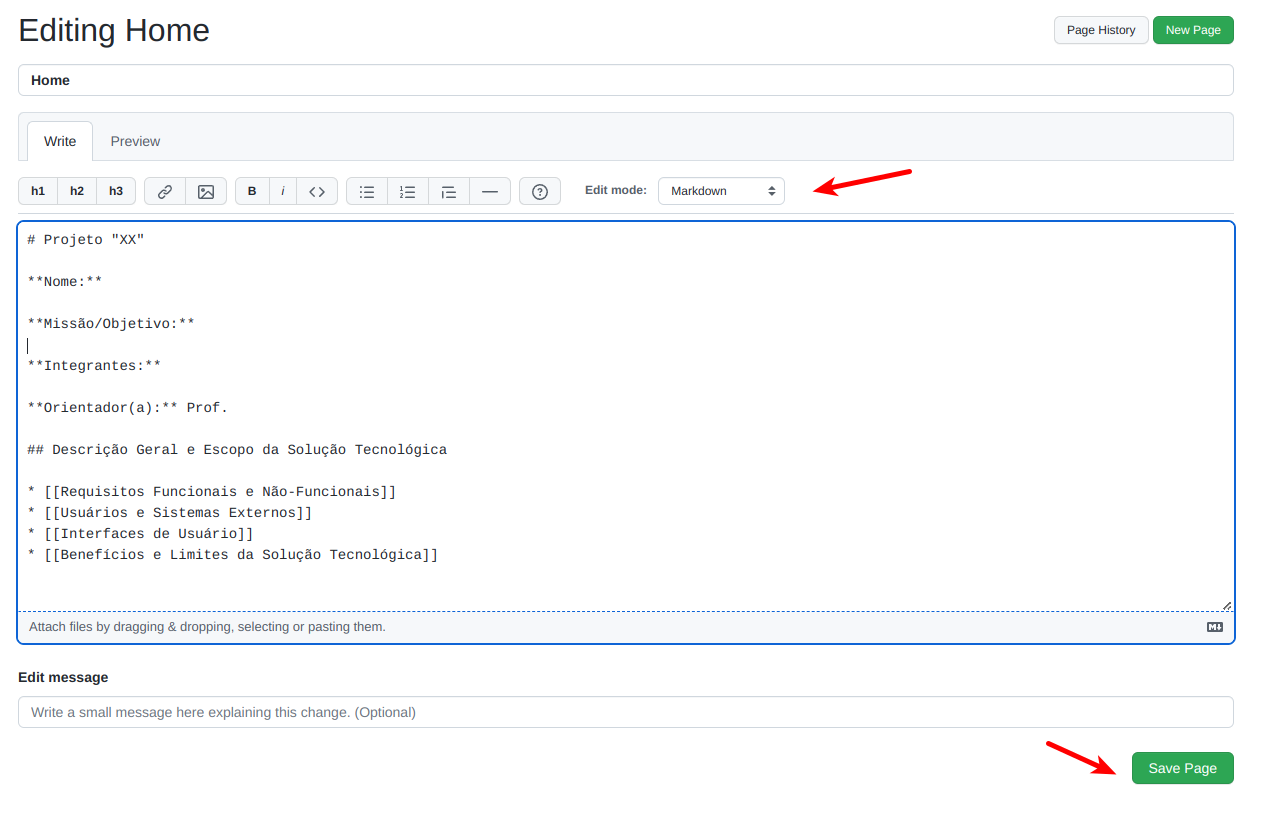 Editing Home
Page History
New Page
Home
Write
Preview
h1 h2 h3 B i Edit mode: Markdown
# Projeto "XX"
**Nome:**
**Missão/Objetivo:**
**Integrantes:**
**Orientador(a):** Prof.
## Descrição Geral e Escopo da Solução Tecnológica
* [[Requisitos Funcionais e Não-Funcionais]]
* [[Usuários e Sistemas Externos]]
* [[Interfaces de Usuário]]
* [[Benefícios e Limites da Solução Tecnológica]]
Attach files by dragging & dropping, selecting or pasting them.
Edit message
Write a small message here explaining this change. (Optional)
Save Page